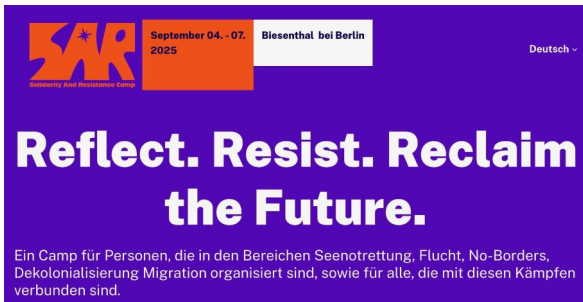 SAR
Solidarity And Resistance Camp
September 04. - 07.
2025
Biesenthal bei Berlin
Deutsch
Reflect. Resist. Reclaim
the Future.
Ein Camp für Personen, die in den Bereichen Seenotrettung, Flucht, No-Borders,
Dekolonialisierung Migration organisiert sind, sowie für alle, die mit diesen Kämpfen
verbunden sind.